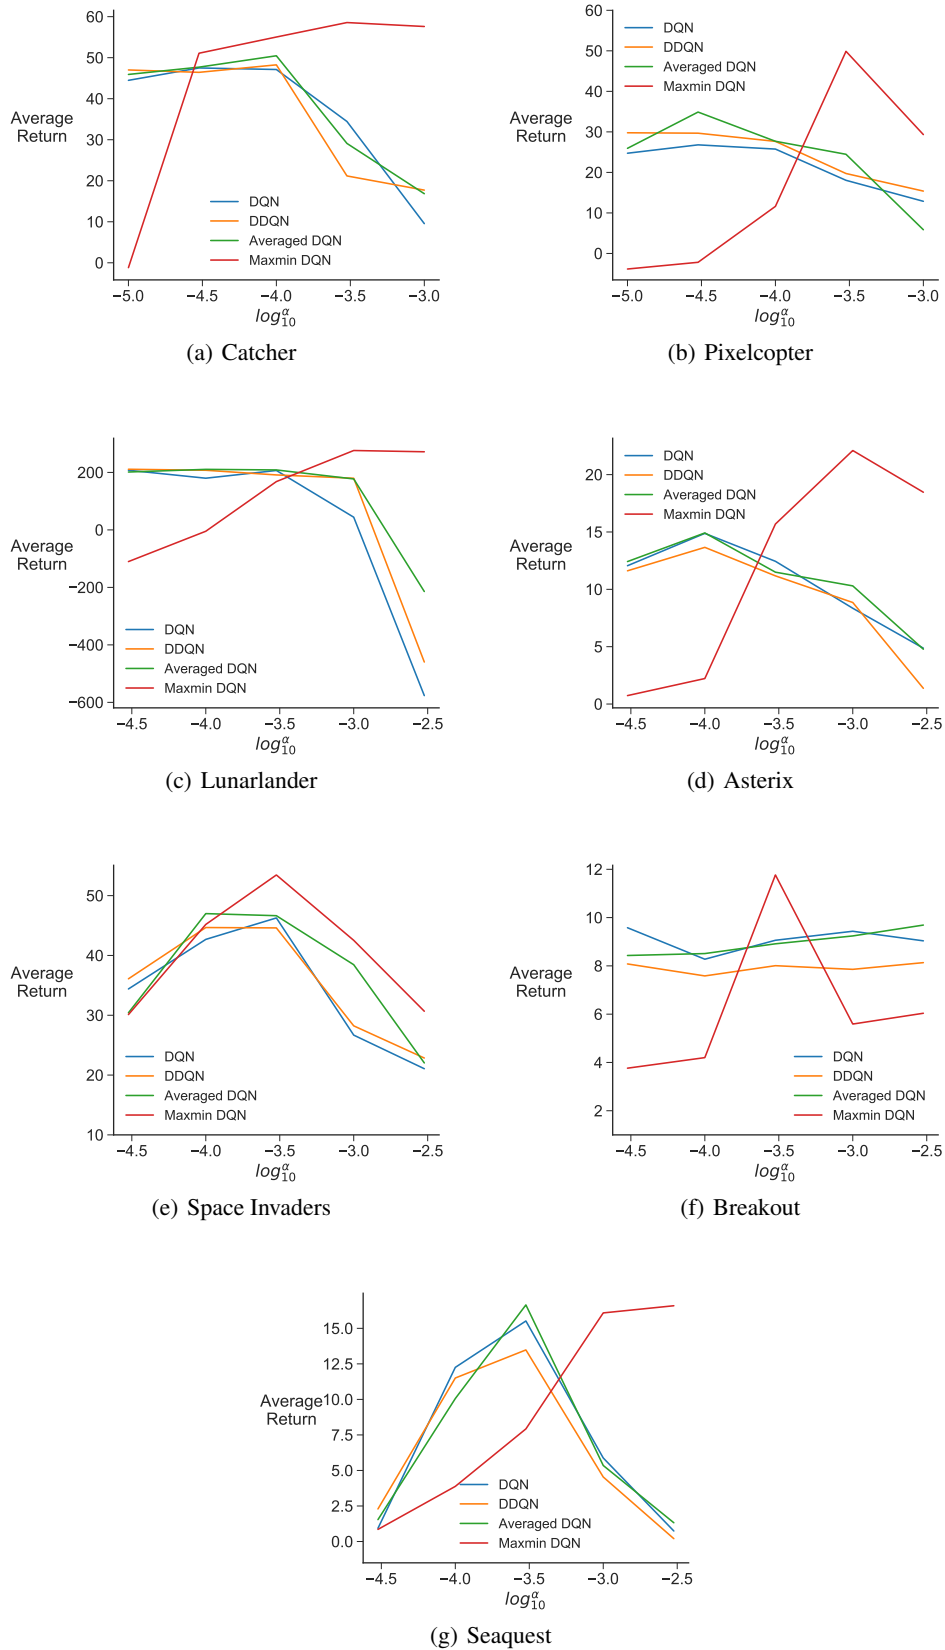 60
50
40
Average
Return
30
20
10
0
DQN
DDQN
Averaged DQN
Maxmin DQN
−5.0 −4.5 −4.0 −3.5 −3.0
log₁₀^α
(a) Catcher
60
50
40
Average
Return
30
20
10
0
DQN
DDQN
Averaged DQN
Maxmin DQN
−5.0 −4.5 −4.0 −3.5 −3.0
log₁₀^α
(b) Pixelcopter
200
0
Average
Return
−200
−400
−600
DQN
DDQN
Averaged DQN
Maxmin DQN
−4.5 −4.0 −3.5 −3.0 −2.5
log₁₀^α
(c) Lunarlander
20
15
Average
Return
10
5
0
DQN
DDQN
Averaged DQN
Maxmin DQN
−4.5 −4.0 −3.5 −3.0 −2.5
log₁₀^α
(d) Asterix
50
40
Average
Return
30
20
10
DQN
DDQN
Averaged DQN
Maxmin DQN
−4.5 −4.0 −3.5 −3.0 −2.5
log₁₀^α
(e) Space Invaders
12
10
8
Average
Return
6
4
2
DQN
DDQN
Averaged DQN
Maxmin DQN
−4.5 −4.0 −3.5 −3.0 −2.5
log₁₀^α
(f) Breakout
15.0
12.5
10.0
Average
Return
7.5
5.0
2.5
0.0
DQN
DDQN
Averaged DQN
Maxmin DQN
−4.5 −4.0 −3.5 −3.0 −2.5
log₁₀^α
(g) Seaquest